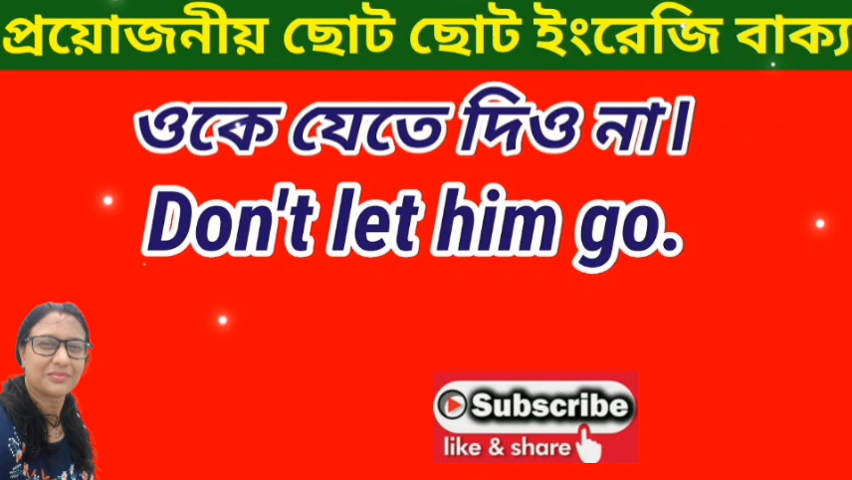 প্রয়োজনীয় ছোট ছোট ইংরেজি বাক্য
ওকে যেতে দিও না।
Don't let him go.
Subscribe
like & share